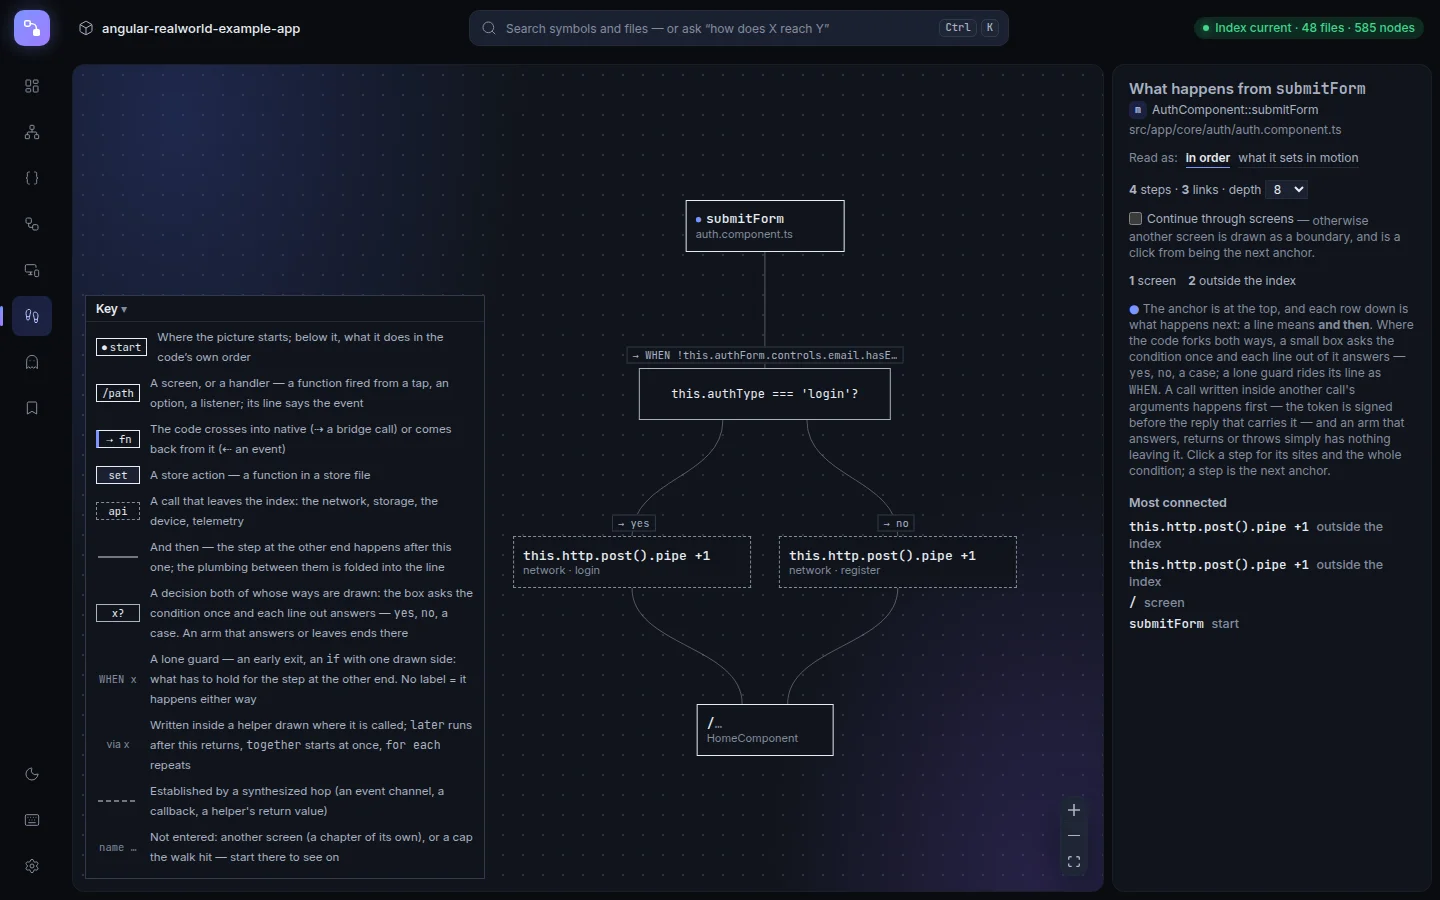 angular-realworld-example-app
Search symbols and files — or ask “how does X reach Y”
Ctrl K
Index current · 48 files · 585 nodes
submitForm
auth.component.ts
→ WHEN !this.authForm.controls.email.hasE…
this.authType === 'login'?
→ yes
→ no
this.http.post().pipe +1
network · login
this.http.post().pipe +1
network · register
/…
HomeComponent
Key ▾
start
Where the picture starts; below it, what it does in the
code’s own order
/path
A screen, or a handler — a function fired from a tap, an
option, a listener; its line says the event
→ fn
The code crosses into native (⇢ a bridge call) or comes
back from it (⇠ an event)
set
A store action — a function in a store file
api
A call that leaves the index: the network, storage, the
device, telemetry
And then — the step at the other end happens after this
one; the plumbing between them is folded into the line
x?
A decision both of whose ways are drawn: the box asks the
condition once and each line out answers — yes, no, a
case. An arm that answers or leaves ends there
WHEN x
A lone guard — an early exit, an if with one drawn side:
what has to hold for the step at the other end. No label = it
happens either way
via x
Written inside a helper drawn where it is called; later runs
after this returns, together starts at once, for each
repeats
Established by a synthesized hop (an event channel, a
callback, a helper's return value)
name …
Not entered: another screen (a chapter of its own), or a cap
the walk hit — start there to see on
What happens from submitForm
m AuthComponent::submitForm
src/app/core/auth/auth.component.ts
Read as: In order what it sets in motion
4 steps · 3 links · depth 8
Continue through screens — otherwise
another screen is drawn as a boundary, and is a
click from being the next anchor.
1 screen 2 outside the index
The anchor is at the top, and each row down is
what happens next: a line means and then. Where
the code forks both ways, a small box asks the
condition once and each line out of it answers —
yes, no, a case; a lone guard rides its line as
WHEN. A call written inside another call's
arguments happens first — the token is signed
before the reply that carries it — and an arm that
answers, returns or throws simply has nothing
leaving it. Click a step for its sites and the whole
condition; a step is the next anchor.
Most connected
this.http.post().pipe +1 outside the
index
this.http.post().pipe +1 outside the
index
/ screen
submitForm start